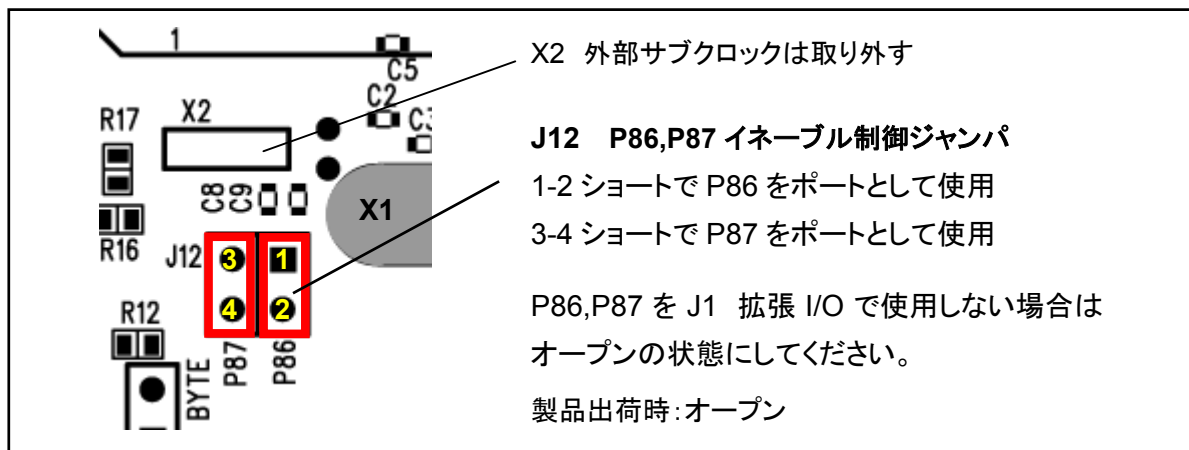 1
C5
C2
C3
R17
X2
C8
C9
X1
R16
J12
3
1
4
2
R12
P87
P86
BYTE
X2 外部サブクロックは取り外す
J12 P86,P87 イネーブル制御ジャンパ
1-2 ショートで P86 をポートとして使用
3-4 ショートで P87 をポートとして使用
P86,P87 を J1 拡張 I/O で使用しない場合は
オープンの状態にしてください。
製品出荷時:オープン